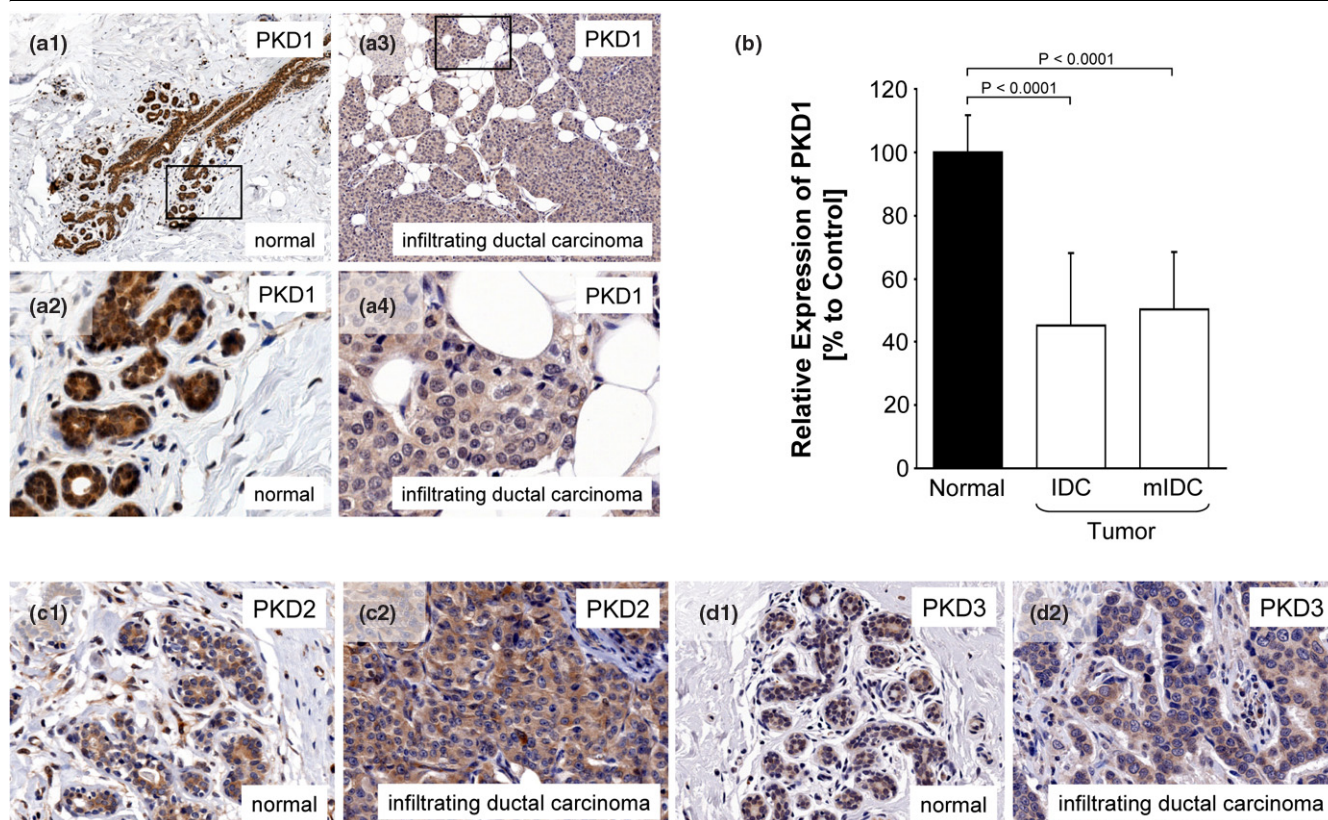 (a1)
PKD1
normal
(a3)
PKD1
infiltrating ductal carcinoma
(a2)
PKD1
normal
(a4)
PKD1
infiltrating ductal carcinoma
(b)
P < 0.0001
P < 0.0001
Relative Expression of PKD1
[% to Control]
120
100
80
60
40
20
0
Normal
IDC
mIDC
Tumor
(c1)
PKD2
normal
(c2)
PKD2
infiltrating ductal carcinoma
(d1)
PKD3
normal
(d2)
PKD3
infiltrating ductal carcinoma